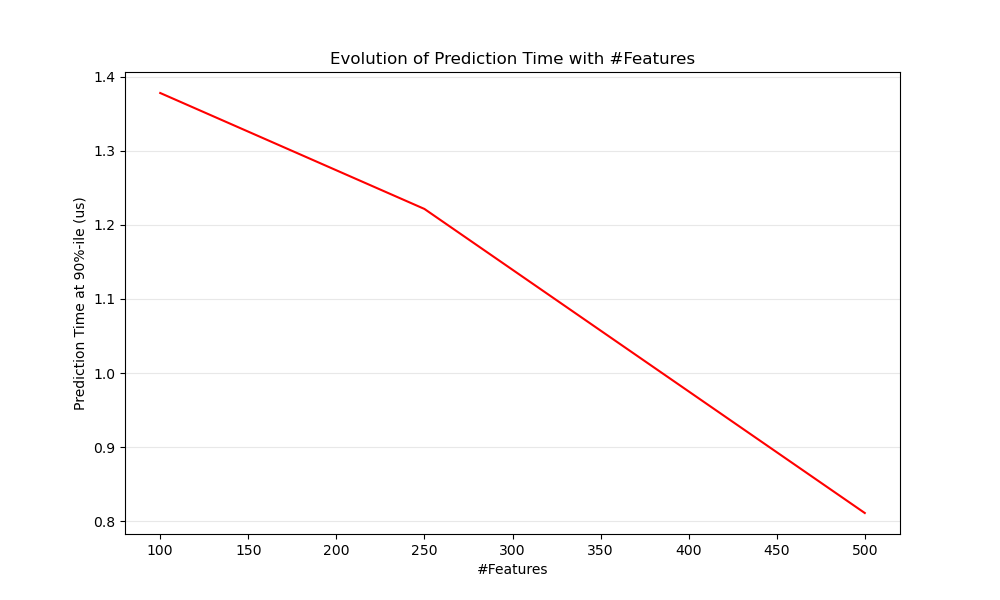 Evolution of Prediction Time with #Features
Prediction Time at 90%-ile (us)
1.4
1.3
1.2
1.1
1.0
0.9
0.8
100 150 200 250 300 350 400 450 500
#Features